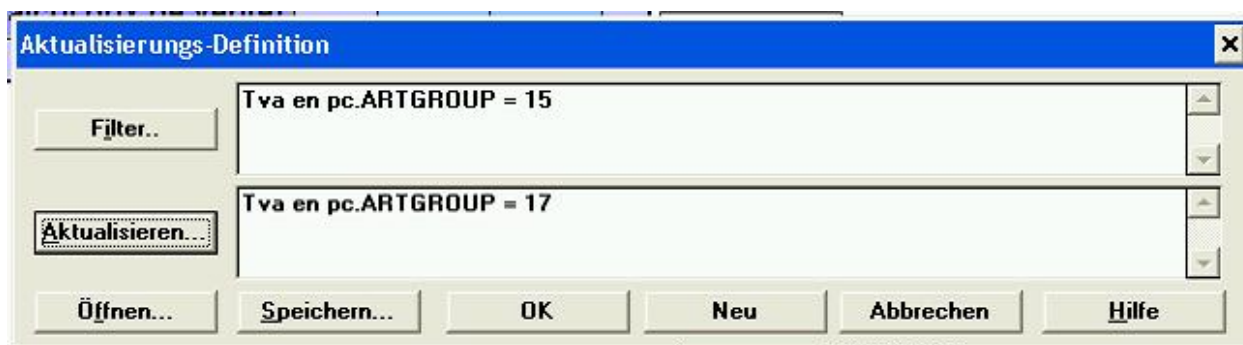 Aktualisierungs-Definition
Filter..
Tva en pc.ARTGROUP = 15
Aktualisieren...
Tva en pc.ARTGROUP = 17
Öffnen...
Speichern...
OK
Neu
Abbrechen
Hilfe